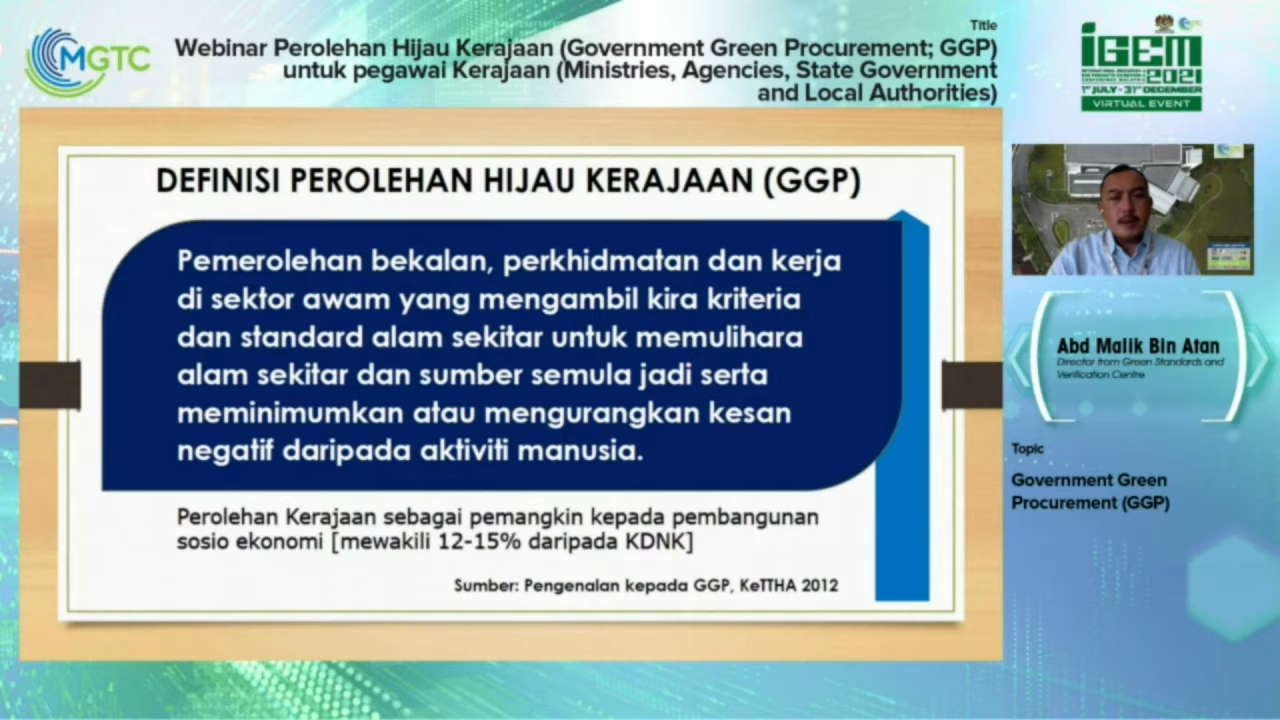 MGTC
Title
Webinar Perolehan Hijau Kerajaan (Government Green Procurement; GGP)
untuk pegawai Kerajaan (Ministries, Agencies, State Government
and Local Authorities)
iGEM
2021
1ST JULY - 31ST DECEMBER
VIRTUAL EVENT
DEFINISI PEROLEHAN HIJAU KERAJAAN (GGP)
Pemerolehan bekalan, perkhidmatan dan kerja
di sektor awam yang mengambil kira kriteria
dan standard alam sekitar untuk memulihara
alam sekitar dan sumber semula jadi serta
meminimumkan atau mengurangkan kesan
negatif daripada aktiviti manusia.
Perolehan Kerajaan sebagai pemangkin kepada pembangunan
sosio ekonomi [mewakili 12-15% daripada KDNK]
Sumber: Pengenalan kepada GGP, KeTTHA 2012
Abd Malik Bin Atan
Director from Green Standards and
Verification Centre
Topic
Government Green
Procurement (GGP)